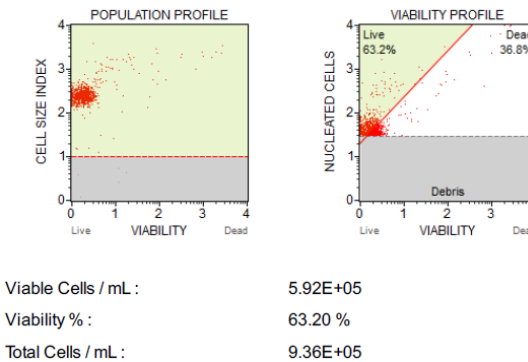 POPULATION PROFILE
4
3
2
1
0
CELL SIZE INDEX
0 1 2 3 4
Live VIABILITY Dead
VIABILITY PROFILE
4
3
2
1
0
NUCLEATED CELLS
Live
63.2%
Dead
36.8%
Debris
0 1 2 3
Live VIABILITY Dead
Viable Cells / mL : 5.92E+05
Viability % : 63.20 %
Total Cells / mL : 9.36E+05